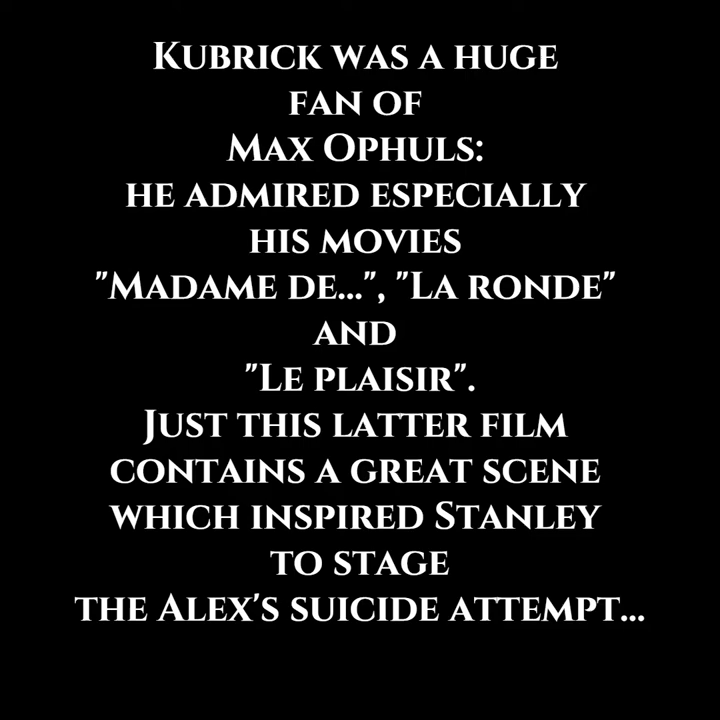 Kubrick was a huge
fan of
Max Ophuls:
he admired especially
his movies
"Madame de...", "La ronde"
and
"Le plaisir".
Just this latter film
contains a great scene
which inspired Stanley
to stage
the Alex's suicide attempt...